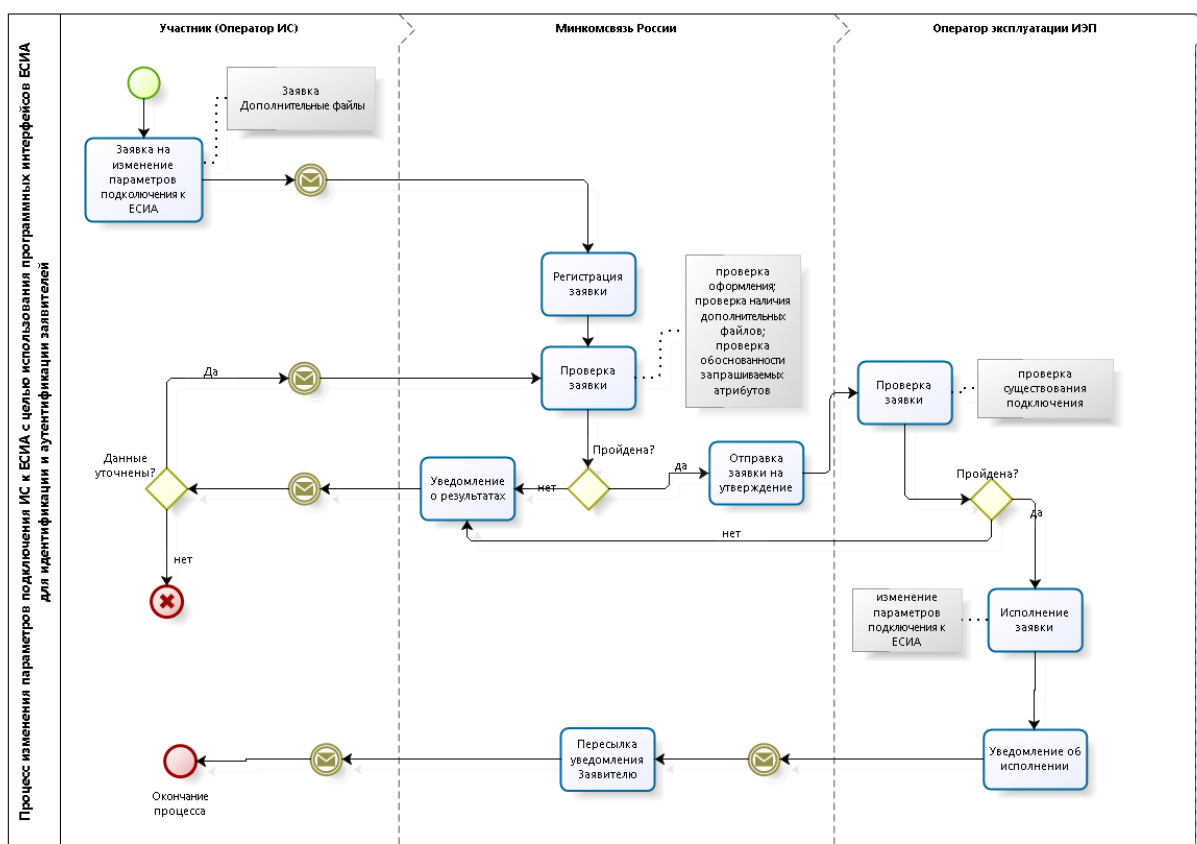 Процесс изменения параметров подключения ИС к ЕСИА с целью использования программных интерфейсов ЕСИА
для идентификации и аутентификации заявителей
Участник (Оператор ИС)
Минкомсвязь России
Оператор эксплуатации ИЭП
Заявка
Дополнительные файлы
Заявка на
изменение
параметров
подколючения к
ЕСИА
Регистрация
заявки
проверка
оформления;
проверка наличия
дополнительных
файлов;
проверка
обоснованности
запрашиваемых
атрибутов
Проверка
заявки
Проверка
заявки
проверка
существования
подключения
Да
Данные
уточнены?
Уведомление
о результатах
нет
Пройдена?
да
Отправка
заявки на
утверждение
Пройдена?
да
нет
нет
изменение
параметров
подключения к
ЕСИА
Исполнение
заявки
Пересылка
уведомления
Заявителю
Уведомление об
исполнении
Окончание
процесса